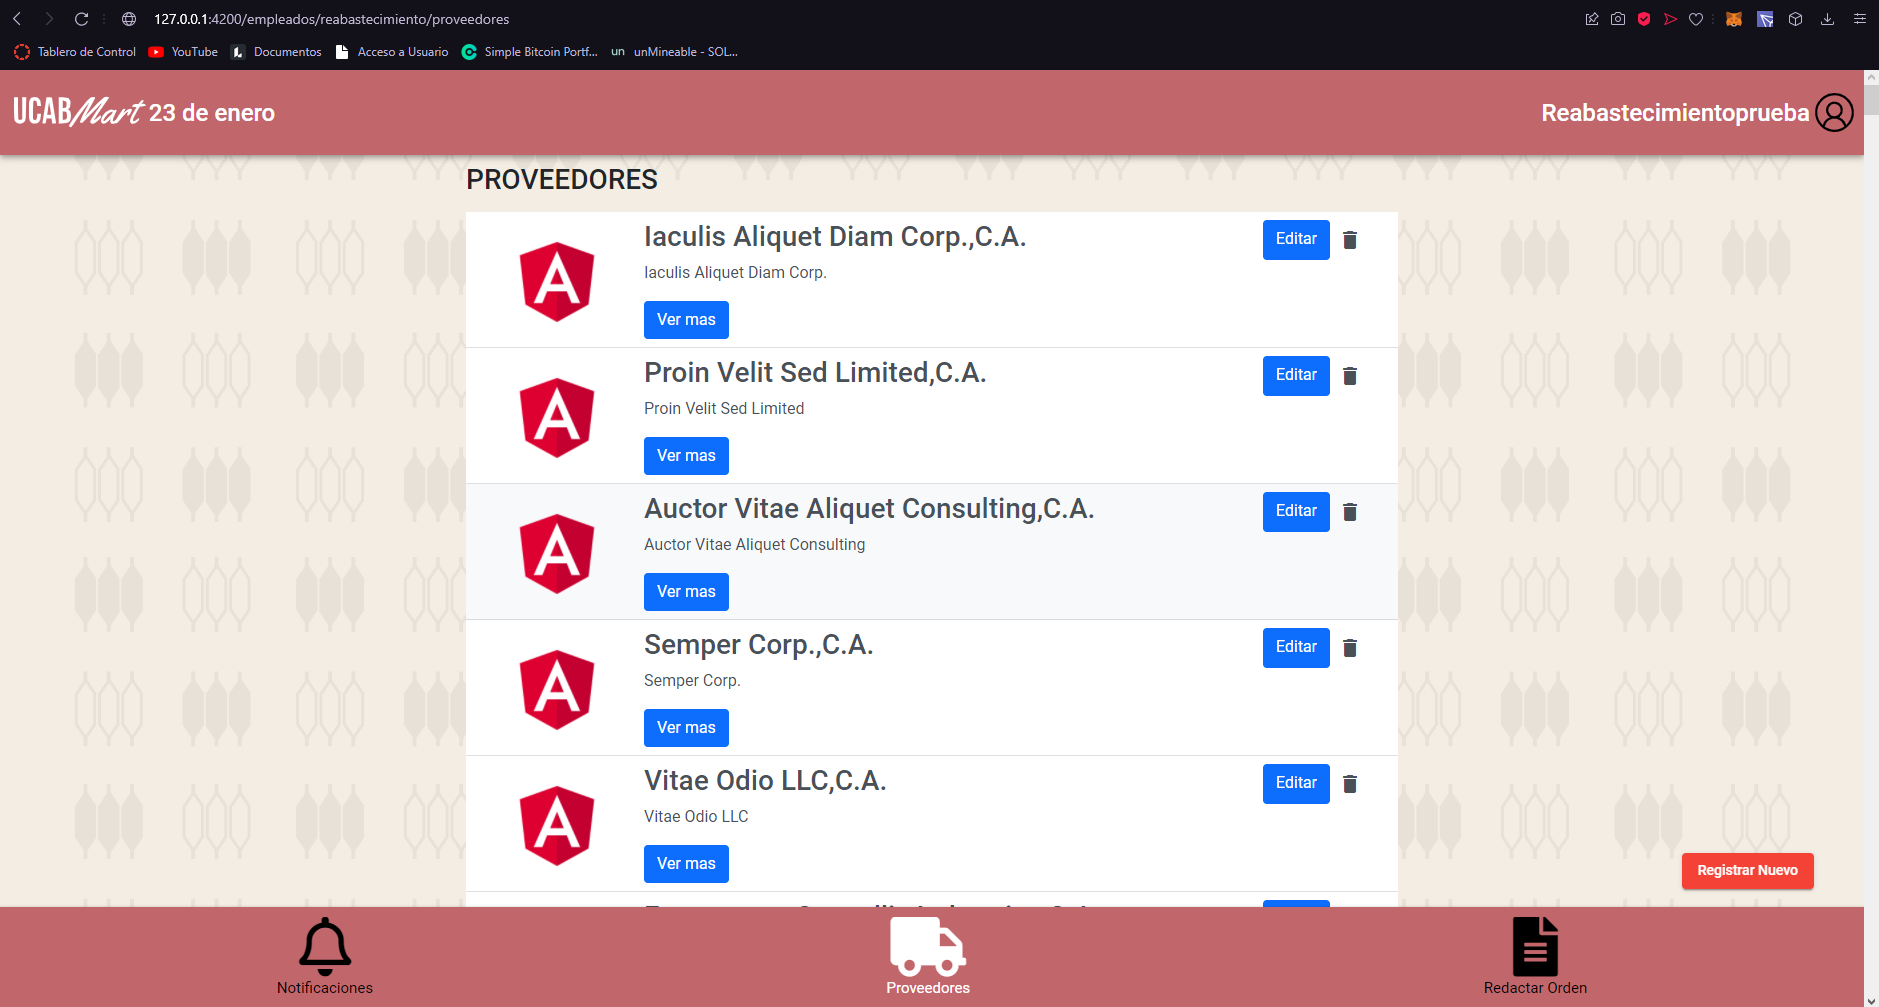 127.0.0.1:4200/empleados/reabastecimiento/proveedores
Tablero de Control YouTube Documentos Acceso a Usuario Simple Bitcoin Portf... un unMineable - SOL...
UCABMart 23 de enero Reabastecimientoprueba
PROVEEDORES
Iaculis Aliquet Diam Corp.,C.A. Editar
Iaculis Aliquet Diam Corp.
Ver mas
Proin Velit Sed Limited,C.A. Editar
Proin Velit Sed Limited
Ver mas
Auctor Vitae Aliquet Consulting,C.A. Editar
Auctor Vitae Aliquet Consulting
Ver mas
Semper Corp.,C.A. Editar
Semper Corp.
Ver mas
Vitae Odio LLC,C.A. Editar
Vitae Odio LLC
Ver mas
Registrar Nuevo
Notificaciones Proveedores Redactar Orden